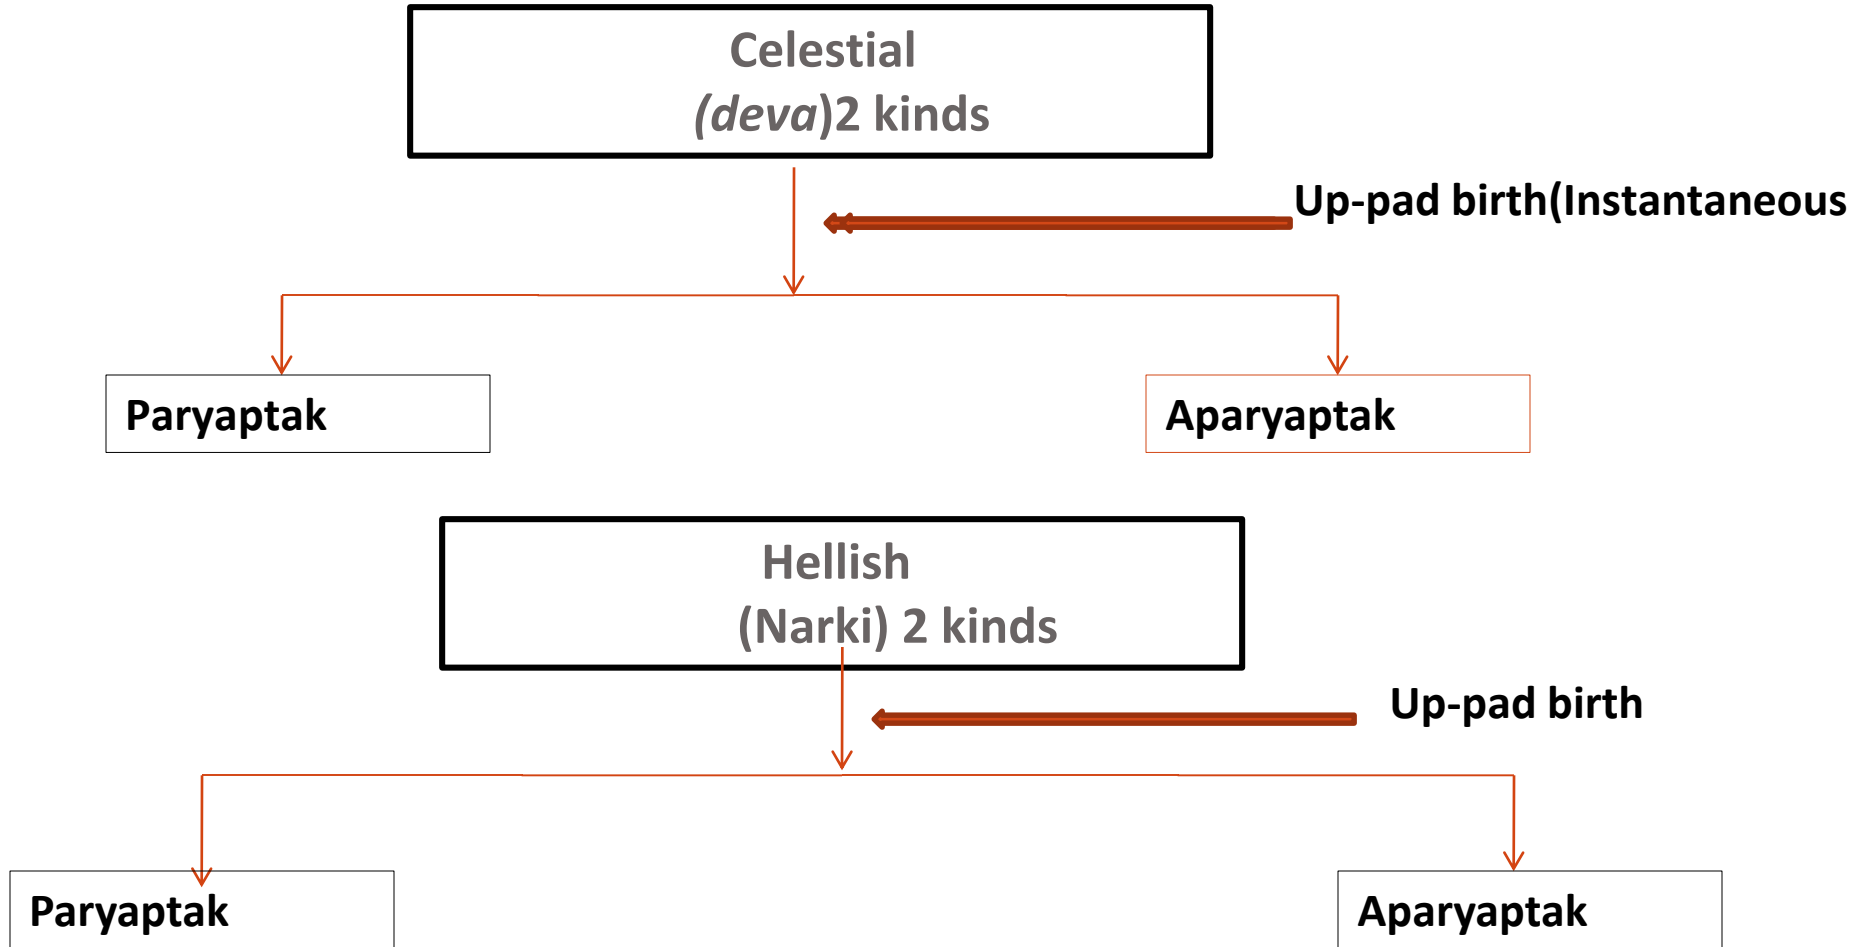 Celestial
(deva)2 kinds
Up-pad birth(Instantaneous
Paryaptak
Aparyaptak
Hellish
(Narki) 2 kinds
Up-pad birth
Paryaptak
Aparyaptak